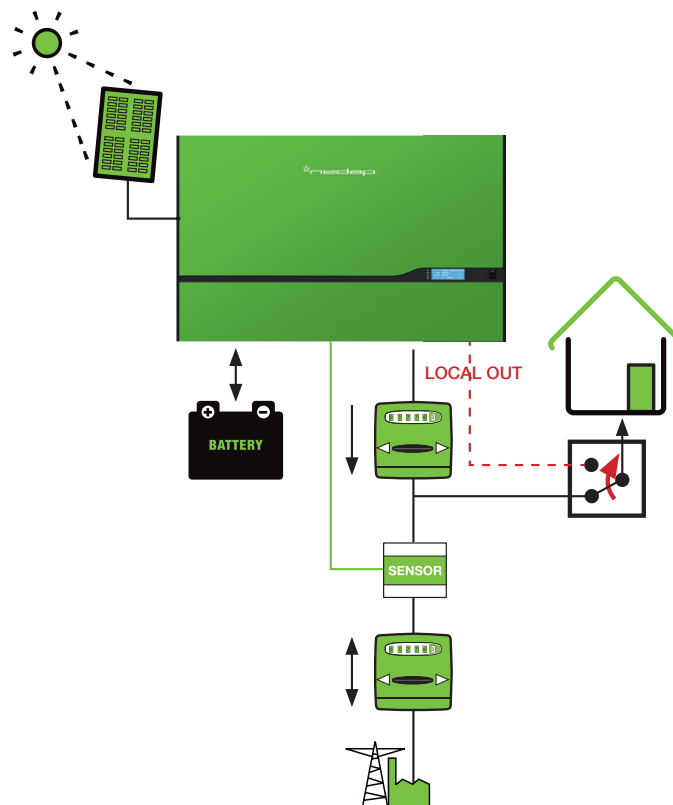 nedap
LOCAL OUT
+ −
BATTERY
SENSOR